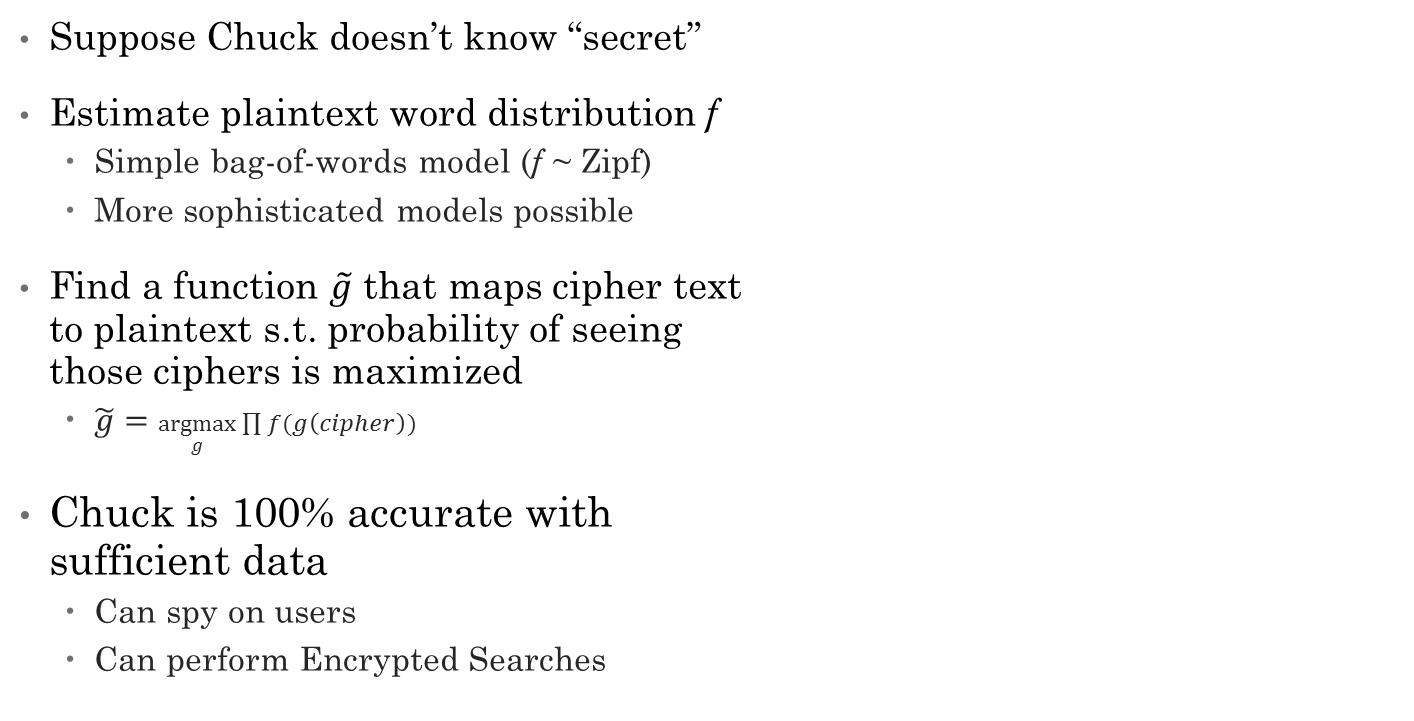 • Suppose Chuck doesn’t know “secret”
• Estimate plaintext word distribution f
• Simple bag-of-words model (f ~ Zipf)
• More sophisticated models possible
• Find a function g̃ that maps cipher text
to plaintext s.t. probability of seeing
those ciphers is maximized
• g̃ = argmax ∏ f(g(cipher))
g
• Chuck is 100% accurate with
sufficient data
• Can spy on users
• Can perform Encrypted Searches